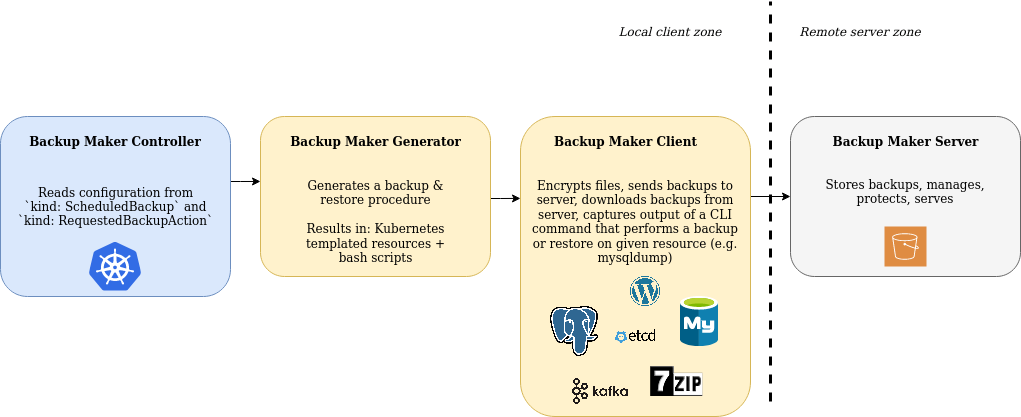 Local client zone
Remote server zone
Backup Maker Controller
Reads configuration from
`kind: ScheduledBackup` and
`kind: RequestedBackupAction`
Backup Maker Generator
Generates a backup &
restore procedure
Results in: Kubernetes
templated resources +
bash scripts
Backup Maker Client
Encrypts files, sends backups to
server, downloads backups from
server, captures output of a CLI
command that performs a backup
or restore on given resource (e.g.
mysqldump)
W
My
etcd
kafka
7ZIP
Backup Maker Server
Stores backups, manages,
protects, serves